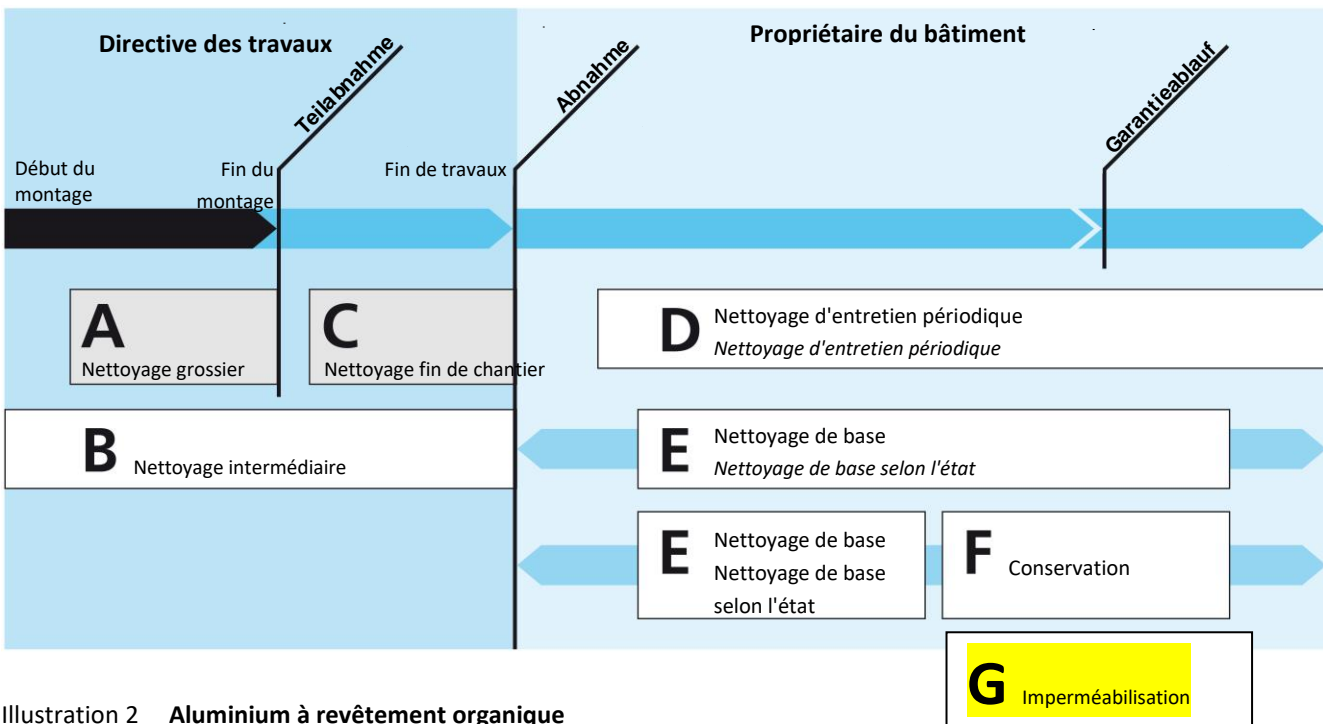 Directive des travaux
Propriétaire du bâtiment
Teilabnahme
Abnahme
Garantieablauf
Début du
montage
Fin du
montage
Fin de travaux
A
Nettoyage grossier
C
Nettoyage fin de chantier
D
Nettoyage d'entretien périodique
Nettoyage d'entretien périodique
B
Nettoyage intermédiaire
E
Nettoyage de base
Nettoyage de base selon l'état
E
Nettoyage de base
Nettoyage de base
selon l'état
F
Conservation
G
Imperméabilisation
Illustration 2 Aluminium à revêtement organique